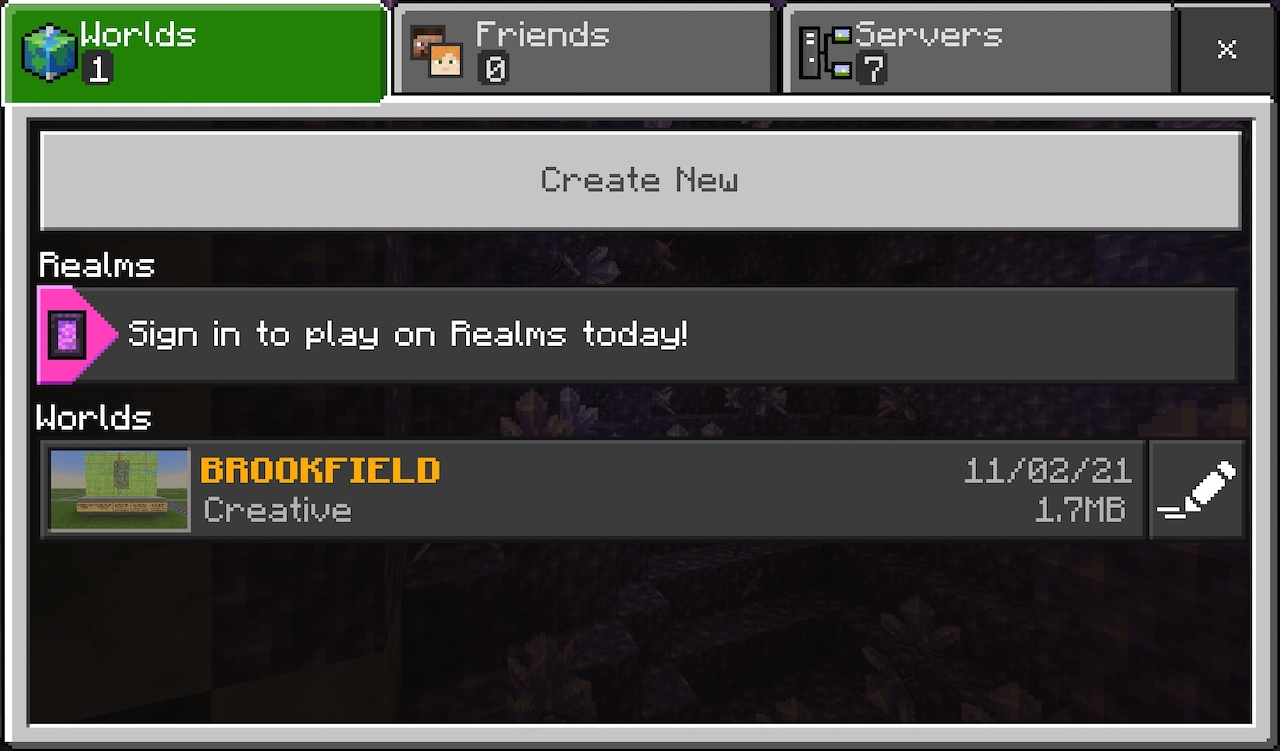 Worlds
1
Friends
0
Servers
7
Create New
Realms
Sign in to play on Realms today!
Worlds
BROOKFIELD
11/02/21
Creative
1.7MB